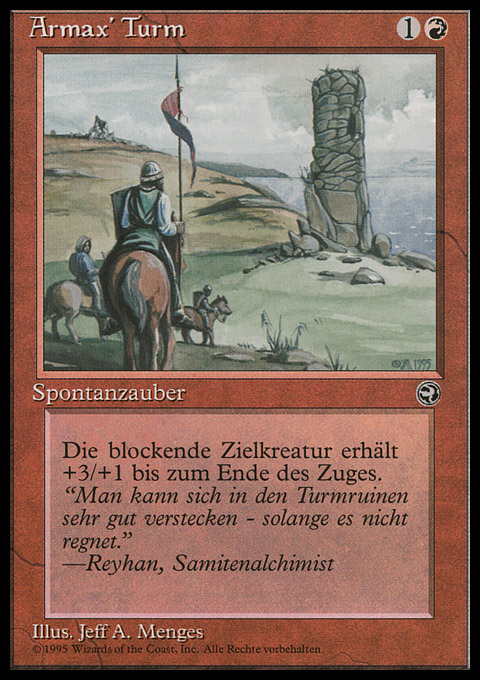 Armax' Turm
1
Spontanzauber
Die blockende Zielkreatur erhält
+3/+1 bis zum Ende des Zuges.
“Man kann sich in den Turmruinen
sehr gut verstecken - solange es nicht
regnet.”
—Reyhan, Samitenalchimist
Illus. Jeff A. Menges
©1995 Wizards of the Coast, Inc. Alle Rechte vorbehalten.